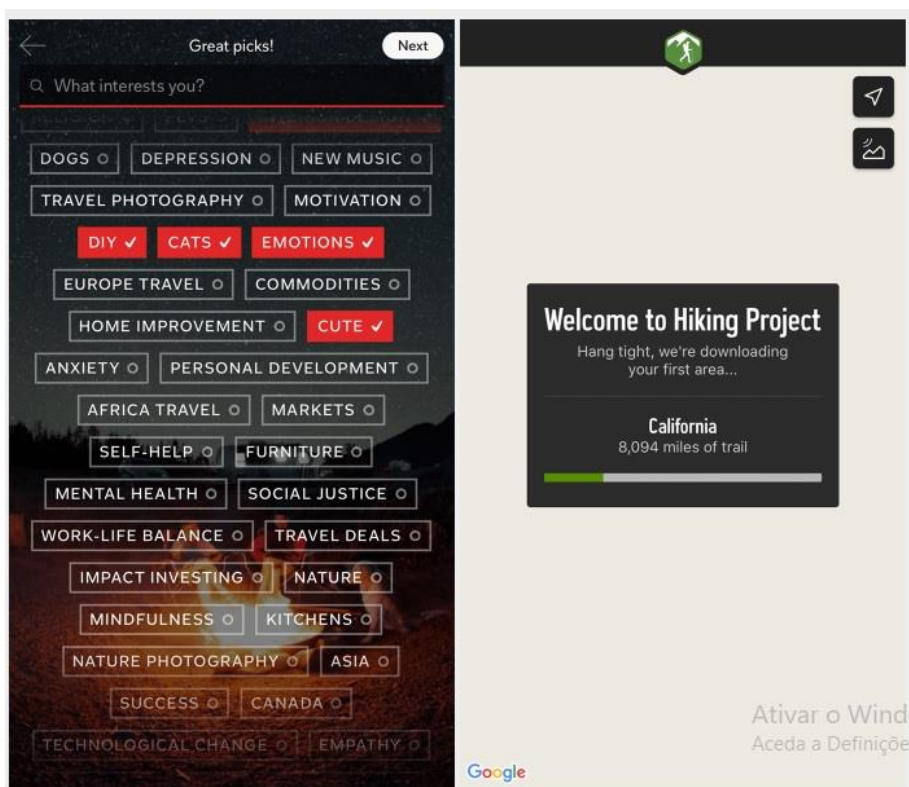 Great picks!
Next
What interests you?
DOGS DEPRESSION NEW MUSIC
TRAVEL PHOTOGRAPHY MOTIVATION
DIY CATS EMOTIONS
EUROPE TRAVEL COMMODITIES
HOME IMPROVEMENT CUTE
ANXIETY PERSONAL DEVELOPMENT
AFRICA TRAVEL MARKETS
SELF-HELP FURNITURE
MENTAL HEALTH SOCIAL JUSTICE
WORK-LIFE BALANCE TRAVEL DEALS
IMPACT INVESTING NATURE
MINDFULNESS KITCHENS
NATURE PHOTOGRAPHY ASIA
SUCCESS CANADA
TECHNOLOGICAL CHANGE EMPATHY
Welcome to Hiking Project
Hang tight, we're downloading
your first area...
California
8,094 miles of trail
Ativar o Wind
Aceda a Definiçõe
Google